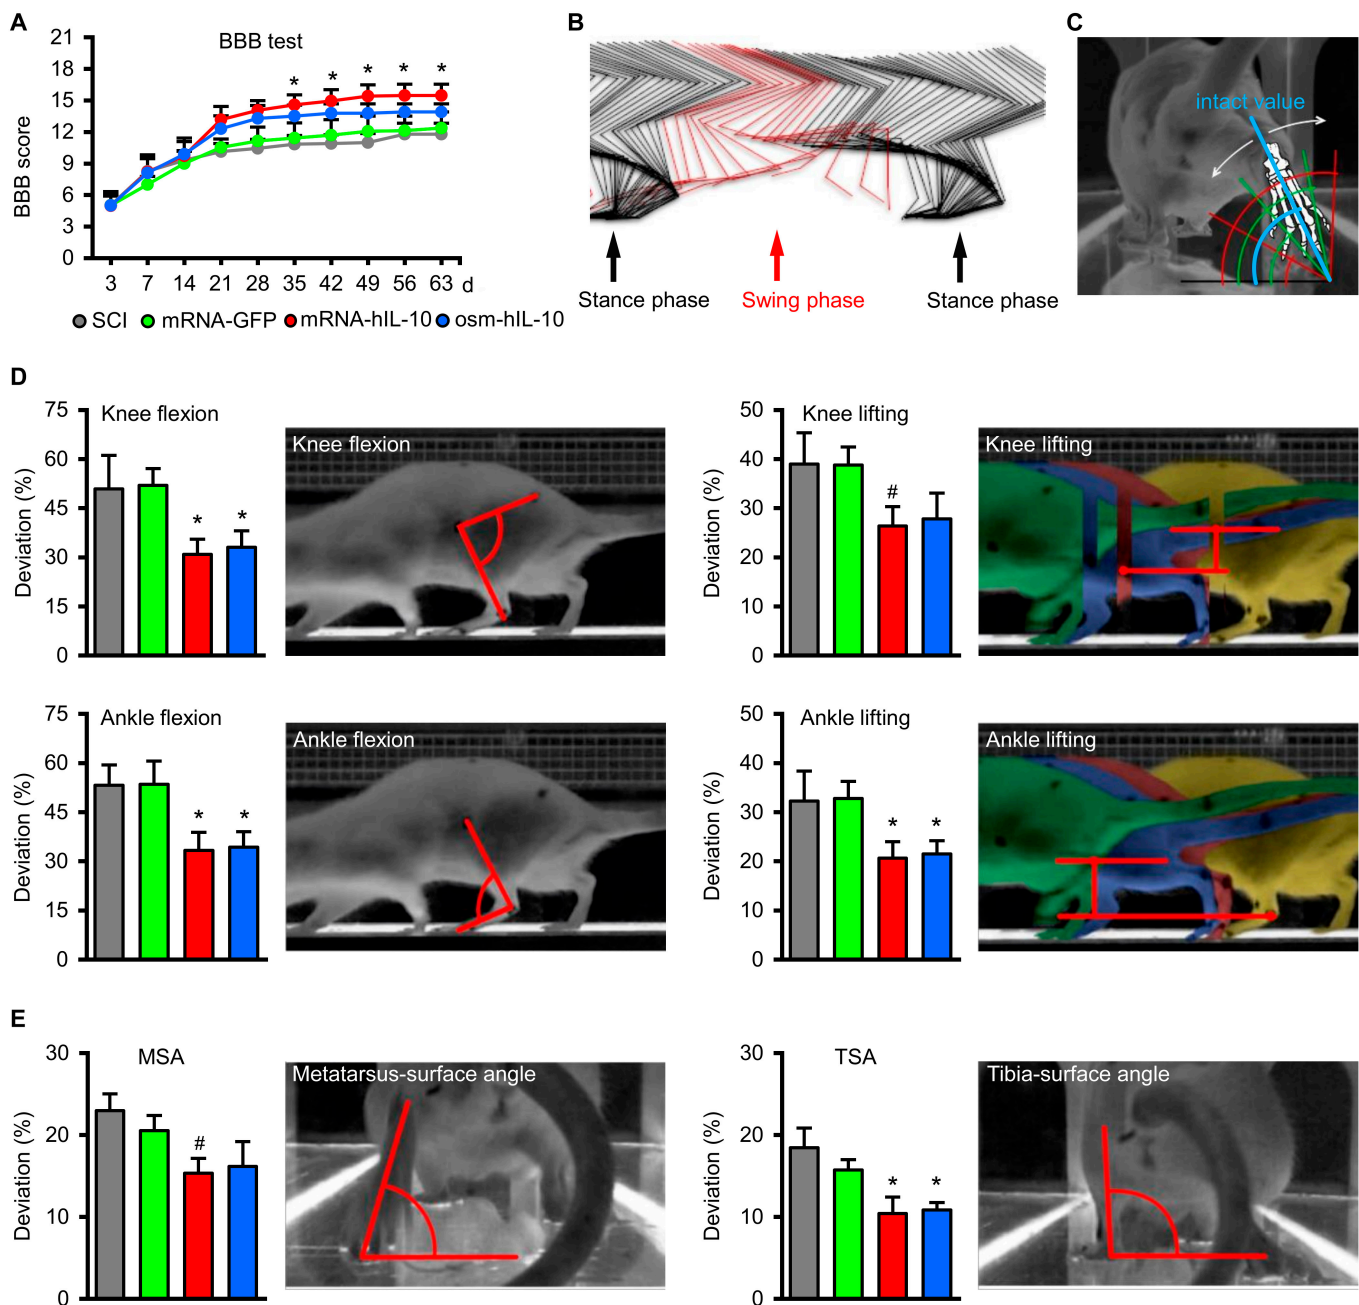 A
BBB test
BBB score
21
18
15
12
9
6
3
0
* * * * *
3 7 14 21 28 35 42 49 56 63 d
SCI mRNA-GFP mRNA-hIL-10 osm-hIL-10
B
Stance phase Swing phase Stance phase
C
intact value
D
Knee flexion
Deviation (%)
75
60
45
30
15
0
* *
Knee flexion
Knee lifting
Deviation (%)
50
40
30
20
10
0
#
Knee lifting
Ankle flexion
Deviation (%)
75
60
45
30
15
0
* *
Ankle flexion
Ankle lifting
Deviation (%)
50
40
30
20
10
0
* *
Ankle lifting
E
MSA
Deviation (%)
30
20
10
0
#
Metatarsus-surface angle
TSA
Deviation (%)
30
20
10
0
* *
Tibia-surface angle